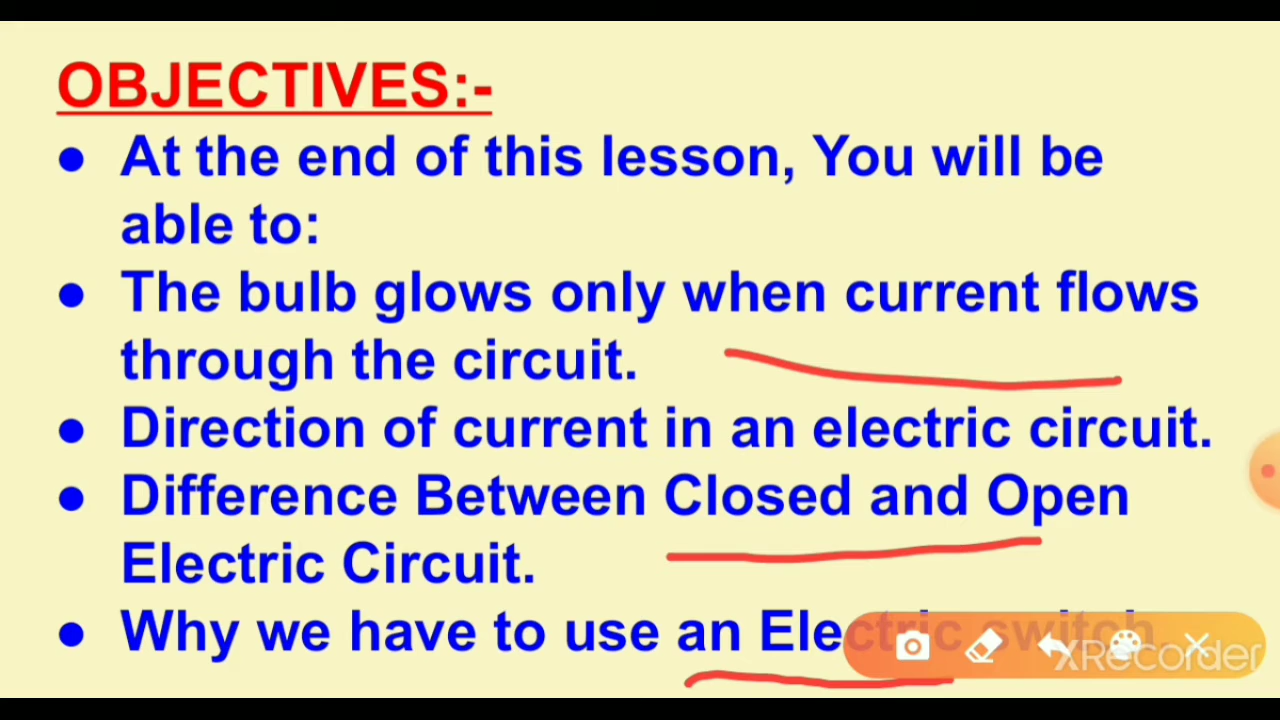 OBJECTIVES:-
● At the end of this lesson, You will be
able to:
● The bulb glows only when current flows
through the circuit.
● Direction of current in an electric circuit.
● Difference Between Closed and Open
Electric Circuit.
● Why we have to use an Electric switch.
XRecorder